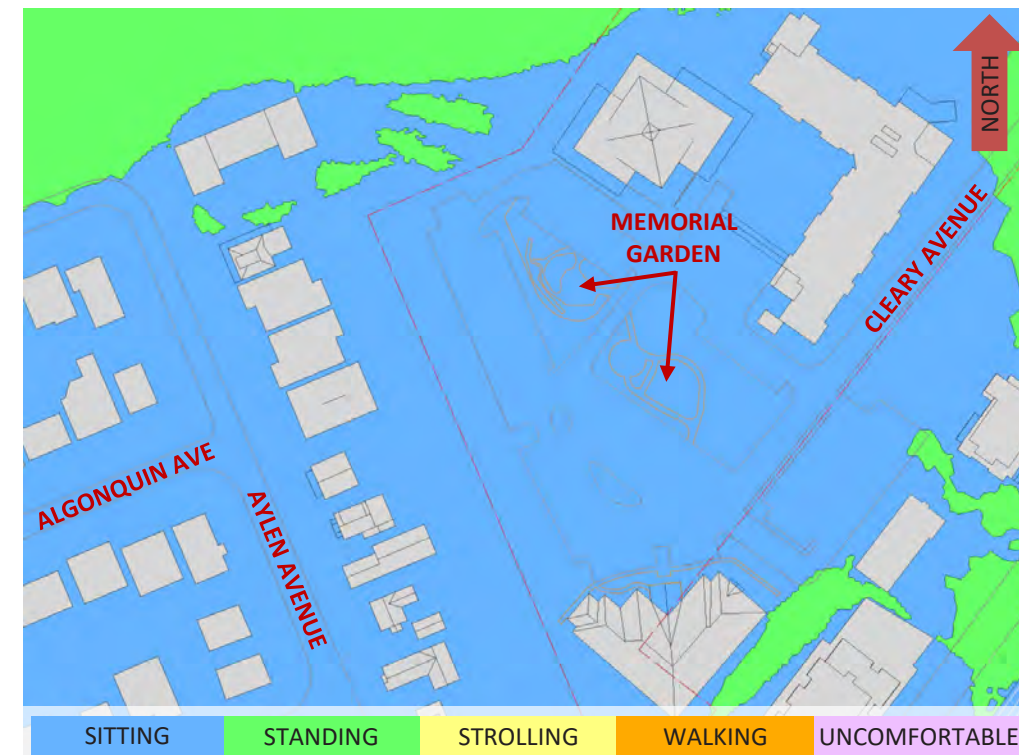 NORTH
MEMORIAL
GARDEN
CLEARY AVENUE
ALGONQUIN AVE
AYLEN AVENUE
SITTING
STANDING
STROLLING
WALKING
UNCOMFORTABLE